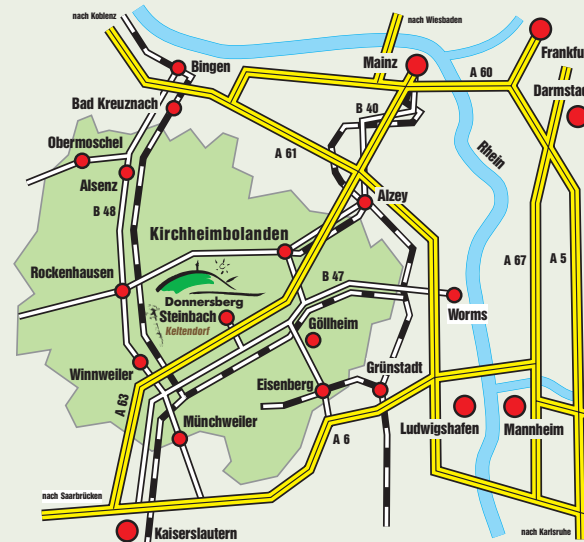 nach Koblenz
nach Wiesbaden
Bingen
Mainz
Frankfu
A 60
Darmstad
Bad Kreuznach
B 40
Obermoschel
A 61
Rhein
Alsenz
Alzey
B 48
Kirchheimbolanden
A 67
A 5
Rockenhausen
B 47
Donnersberg
Steinbach
Keltendorf
Worms
Göllheim
Winnweiler
Grünstadt
Eisenberg
A 63
Münchweiler
A 6
Ludwigshafen
Mannheim
nach Saarbrücken
Kaiserslautern
nach Karlsruhe